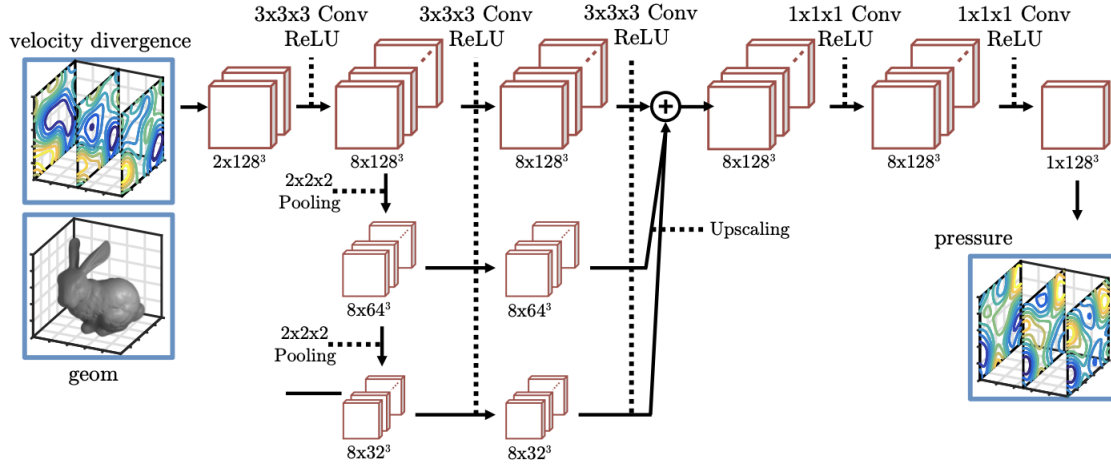 3x3x3 Conv
ReLU
3x3x3 Conv
ReLU
3x3x3 Conv
ReLU
1x1x1 Conv
ReLU
1x1x1 Conv
ReLU
velocity divergence
2x128³
8x128³
8x128³
8x128³
8x128³
1x128³
2x2x2
Pooling
Upscaling
pressure
8x64³
8x64³
2x2x2
Pooling
geom
8x32³
8x32³